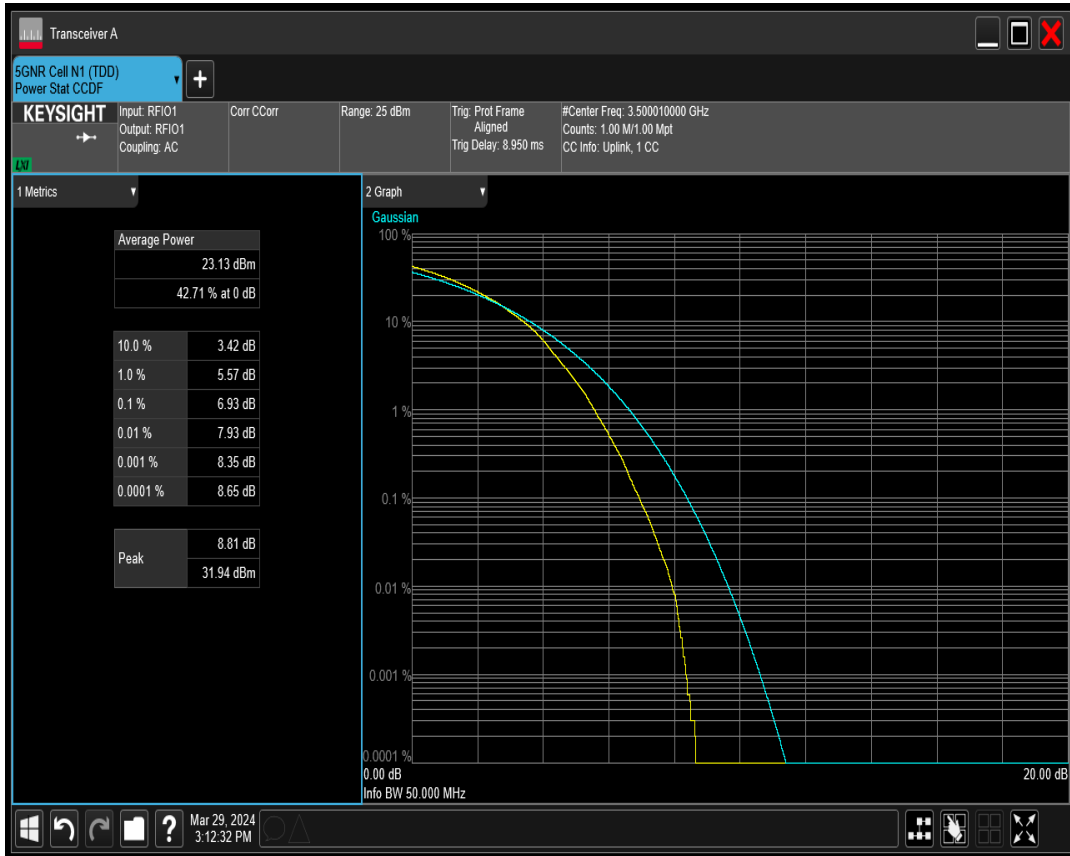 Transceiver A
5GNR Cell N1 (TDD)
Power Stat CCDF
+
KEYSIGHT
LXI
Input: RFIO1
Output: RFIO1
Coupling: AC
Corr CCorr
Range: 25 dBm
Trig: Prot Frame
Aligned
Trig Delay: 8.950 ms
#Center Freq: 3.500010000 GHz
Counts: 1.00 M/1.00 Mpt
CC Info: Uplink, 1 CC
1 Metrics
Average Power
23.13 dBm
42.71 % at 0 dB
10.0 % 3.42 dB
1.0 % 5.57 dB
0.1 % 6.93 dB
0.01 % 7.93 dB
0.001 % 8.35 dB
0.0001 % 8.65 dB
Peak 8.81 dB
31.94 dBm
2 Graph
Gaussian
100 %
10 %
1 %
0.1 %
0.01 %
0.001 %
0.0001 %
0.00 dB 20.00 dB
Info BW 50.000 MHz
?
Mar 29, 2024
3:12:32 PM